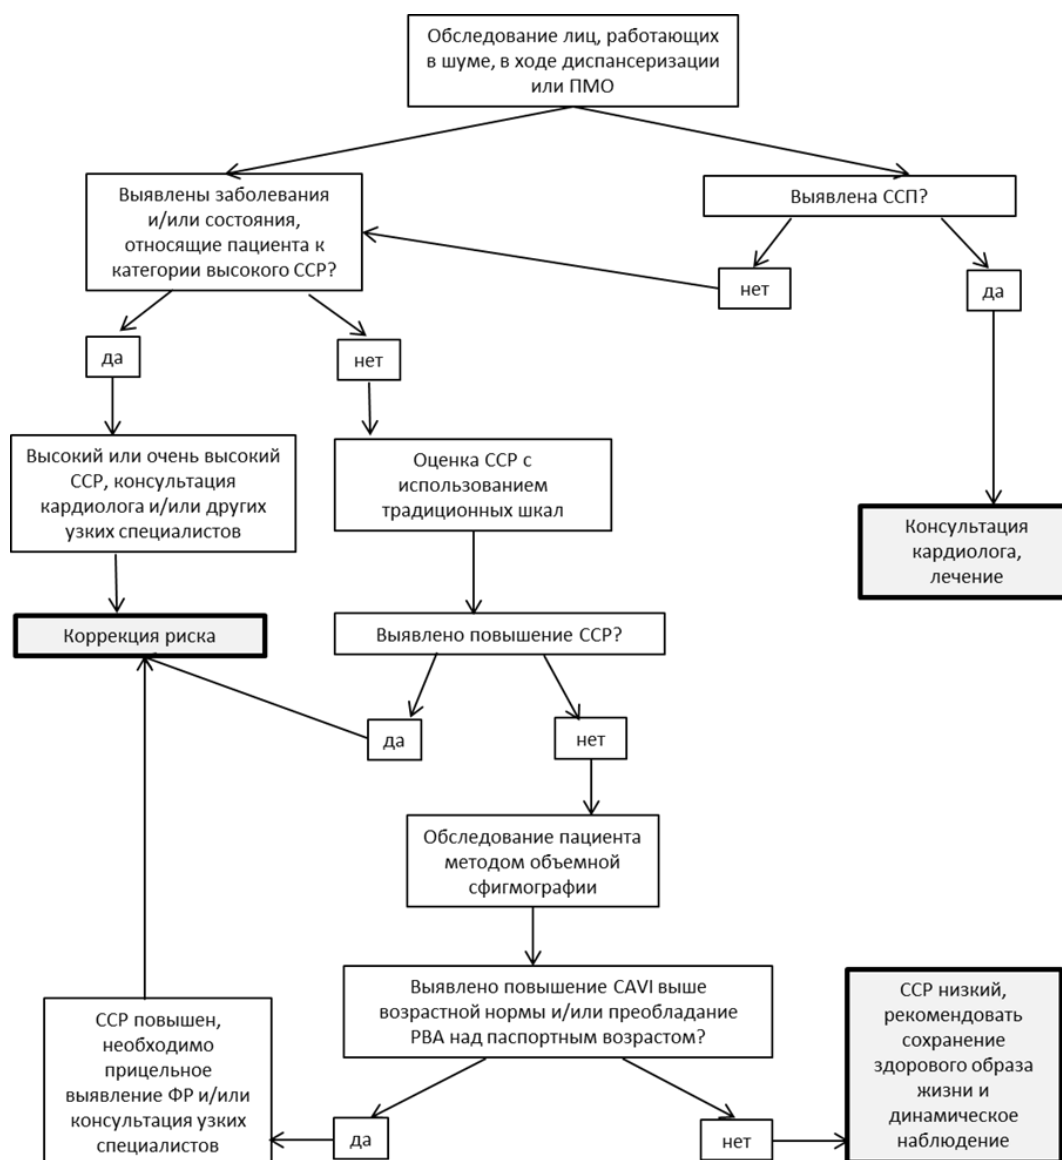 Обследование лиц, работающих
в шуме, в ходе диспансеризации
или ПМО
Выявлены заболевания
и/или состояния,
относящие пациента к
категории высокого ССР?
Выявлена ССП?
нет
да
да
нет
Высокий или очень высокий
ССР, консультация
кардиолога и/или других
узких специалистов
Оценка ССР с
использованием
традиционных шкал
Консультация
кардиолога,
лечение
Коррекция риска
Выявлено повышение ССР?
да
нет
Обследование пациента
методом объемной
сфигмографии
Выявлено повышение CAVI выше
возрастной нормы и/или преобладание
РВА над паспортным возрастом?
ССР повышен,
необходимо
прицельное
выявление ФР и/или
консультация узких
специалистов
ССР низкий,
рекомендовать
сохранение
здорового образа
жизни и
динамическое
наблюдение
да
нет